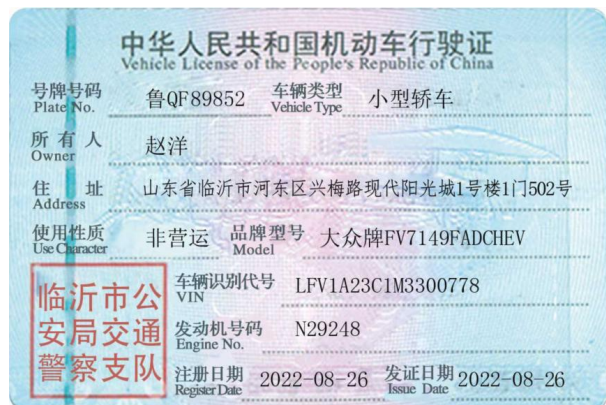 中华人民共和国机动车行驶证
Vehicle License of the People's Republic of China
号牌号码 鲁QF89852 车辆类型 小型轿车
Plate No. Vehicle Type
所有人 赵洋
Owner
住址 山东省临沂市河东区兴梅路现代阳光城1号楼1门502号
Address
使用性质 非营运 品牌型号 大众牌FV7149FADCHEV
Use Character Model
临沂市公
安局交通
警察支队
车辆识别代号 LFV1A23C1M3300778
VIN
发动机号码 N29248
Engine No.
注册日期 2022-08-26 发证日期 2022-08-26
Register Date Issue Date